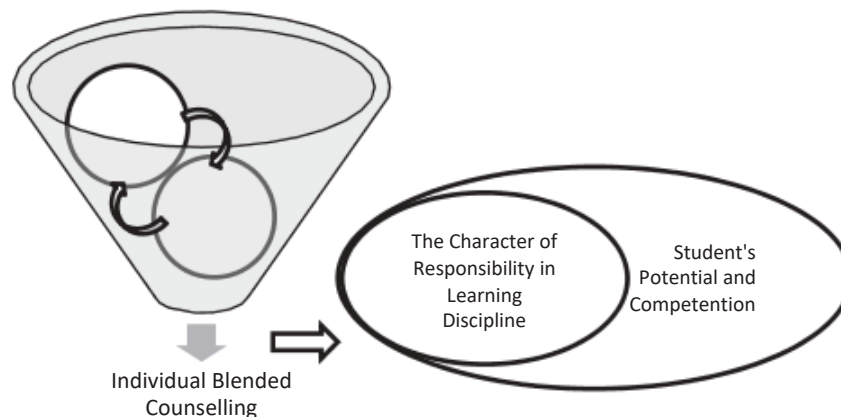 Individual Blended
Counselling
The Character of
Responsibility in
Learning
Discipline
Student's
Potential and
Competention